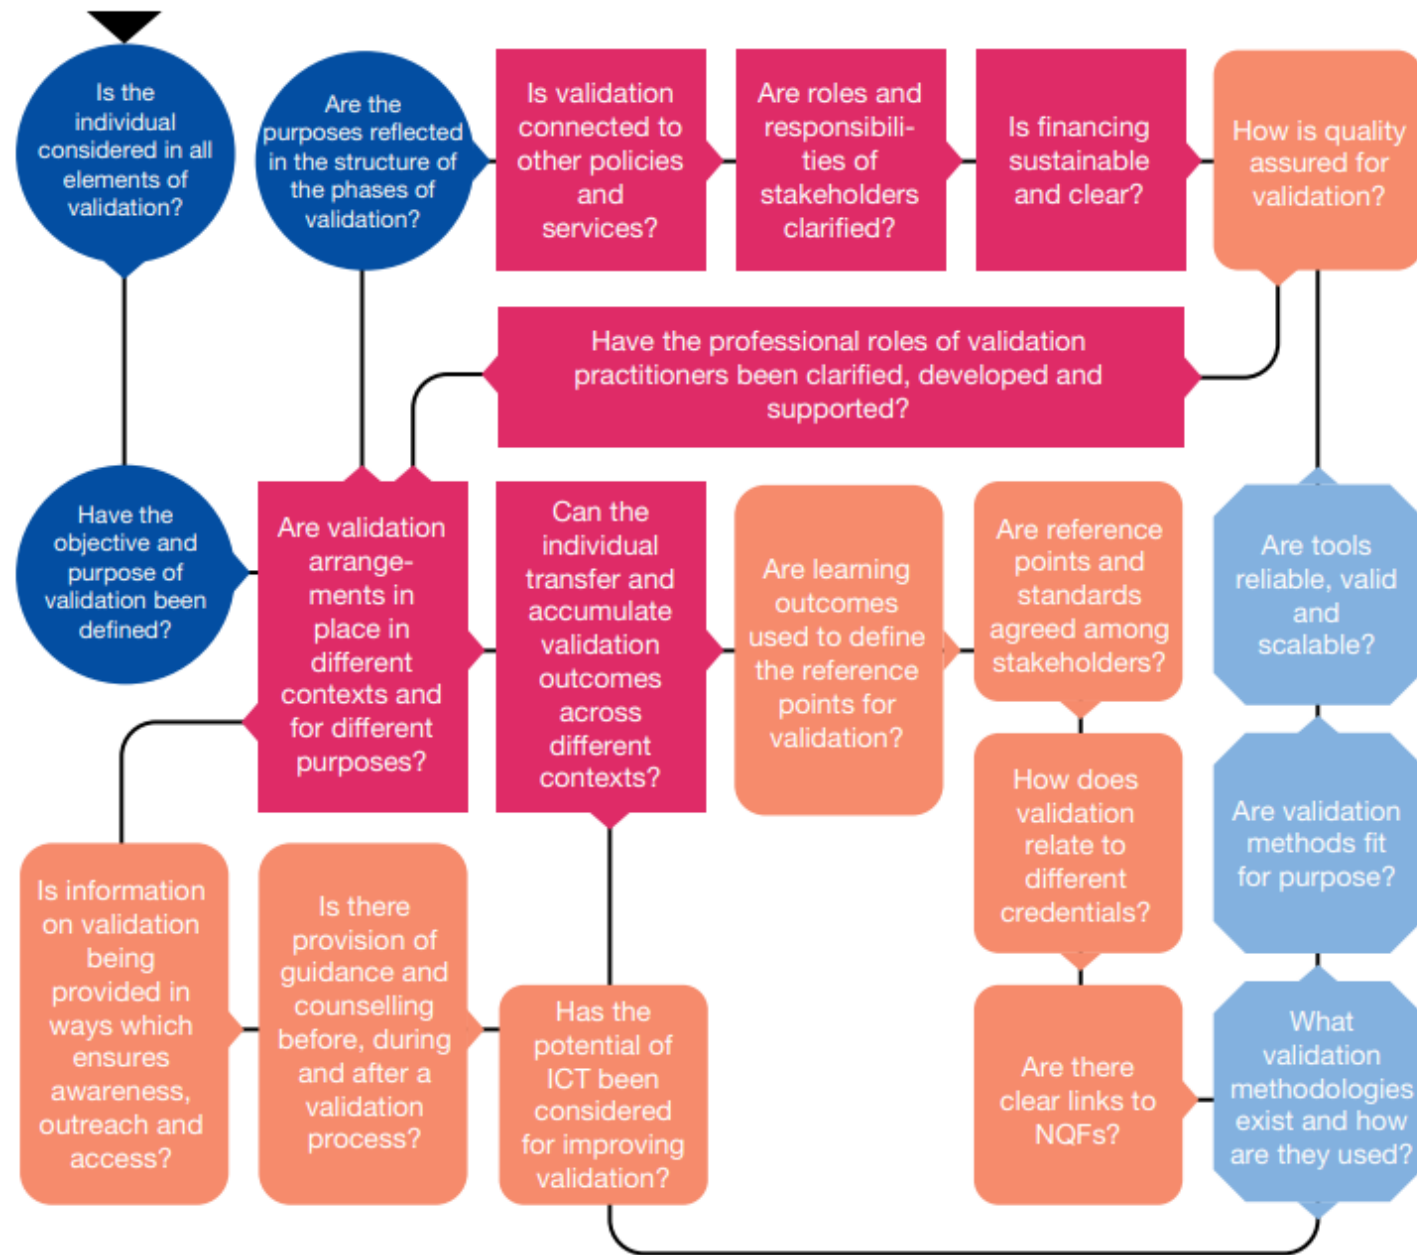 Is the
individual
considered in all
elements of
validation?
Are the
purposes reflected
in the structure of
the phases of
validation?
Is validation
connected to
other policies
and
services?
Are roles and
responsibili-
ties of
stakeholders
clarified?
Is financing
sustainable
and clear?
How is quality
assured for
validation?
Have the professional roles of validation
practitioners been clarified, developed and
supported?
Have the
objective and
purpose of
validation been
defined?
Are validation
arrange-
ments in
place in
different
contexts and
for different
purposes?
Can the
individual
transfer and
accumulate
validation
outcomes
across
different
contexts?
Are learning
outcomes
used to define
the reference
points for
validation?
Are reference
points and
standards
agreed among
stakeholders?
Are tools
reliable, valid
and
scalable?
How does
validation
relate to
different
credentials?
Are validation
methods fit
for purpose?
Is information
on validation
being
provided in
ways which
ensures
awareness,
outreach and
access?
Is there
provision of
guidance and
counselling
before, during
and after a
validation
process?
Has the
potential of
ICT been
considered
for improving
validation?
Are there
clear links to
NQFs?
What
validation
methodologies
exist and how
are they used?